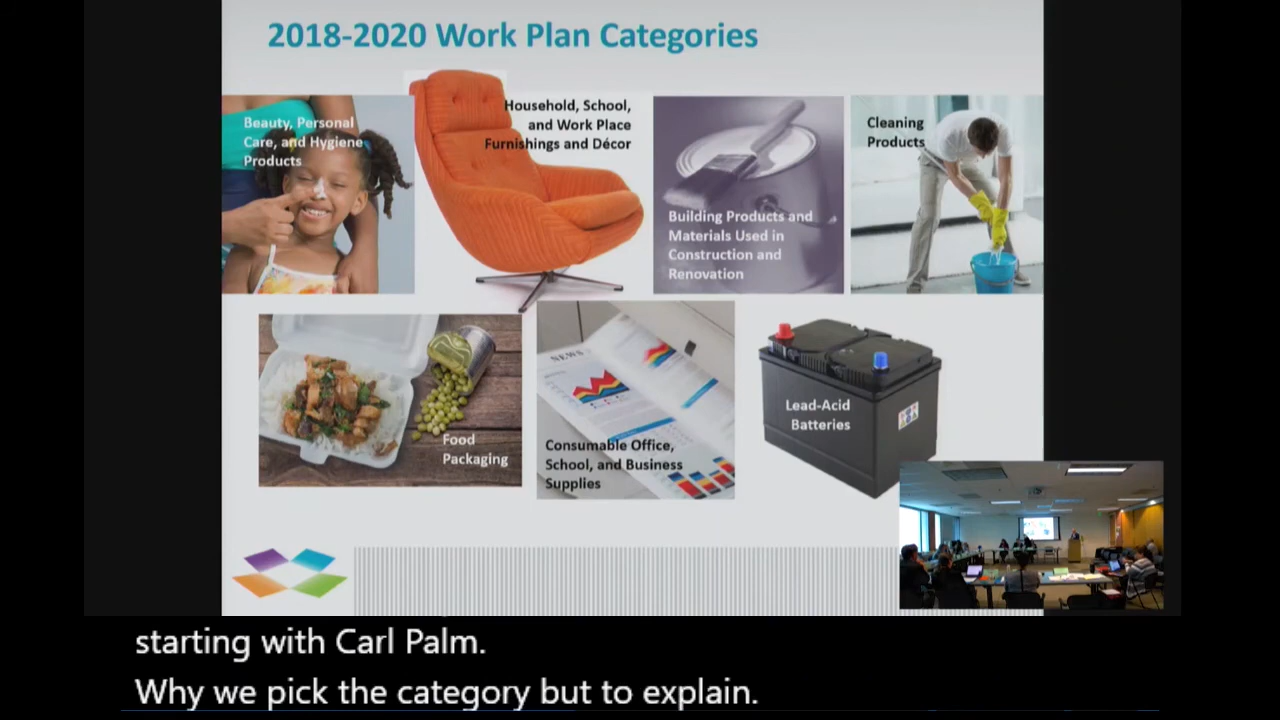 2018-2020 Work Plan Categories
Beauty, Personal
Care, and Hygiene
Products
Household, School,
and Work Place
Furnishings and Décor
Building Products and
Materials Used in
Construction and
Renovation
Cleaning
Products
Food
Packaging
NEWS
Consumable Office,
School, and Business
Supplies
Lead-Acid
Batteries
starting with Carl Palm.
Why we pick the category but to explain.